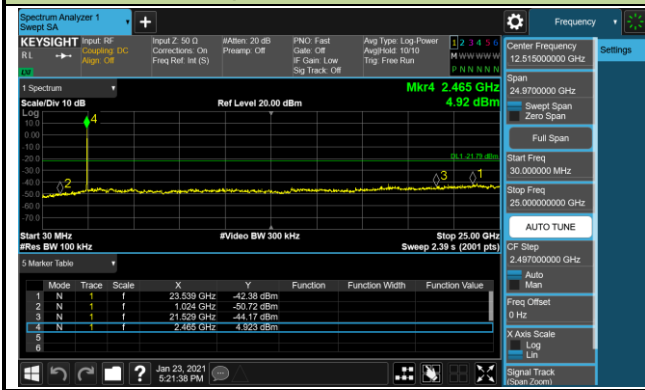 Spectrum Analyzer 1
Swept SA
Frequency
KEYSIGHT
RL
Input: RF
Coupling: DC
Align: Off
Input Z: 50 Ω
Corrections: On
Freq Ref: Int (S)
#Atten: 20 dB
Preamp: Off
PNO: Fast
Gate: Off
IF Gain: Low
Sig Track: Off
Avg Type: Log-Power
Avg|Hold: 10/10
Trig: Free Run
1 2 3 4 5 6
M W W W W W
P N N N N N
LU
1 Spectrum
Scale/Div 10 dB
Ref Level 20.00 dBm
Mkr4 2.465 GHz
4.92 dBm
Log
10.0
0.00
-10.0
-20.0
-30.0
-40.0
-50.0
-60.0
-70.0
4
2
3
1
DL1 -21.79 dBm
Start 30 MHz
#Video BW 300 kHz
Stop 25.00 GHz
#Res BW 100 kHz
Sweep 2.39 s (2001 pts)
5 Marker Table
Mode Trace Scale X Y Function Function Width Function Value
1 N 1 f 23.539 GHz -42.38 dBm
2 N 1 f 1.024 GHz -50.72 dBm
3 N 1 f 21.529 GHz -44.17 dBm
4 N 1 f 2.465 GHz 4.923 dBm
5
6
Jan 23, 2021
5:21:38 PM
Center Frequency
12.515000000 GHz
Span
24.9700000 GHz
Swept Span
Zero Span
Full Span
Start Freq
30.000000 MHz
Stop Freq
25.000000000 GHz
AUTO TUNE
CF Step
2.497000000 GHz
Auto
Man
Freq Offset
0 Hz
X Axis Scale
Log
Lin
Signal Track
(Span Zoom)
Settings